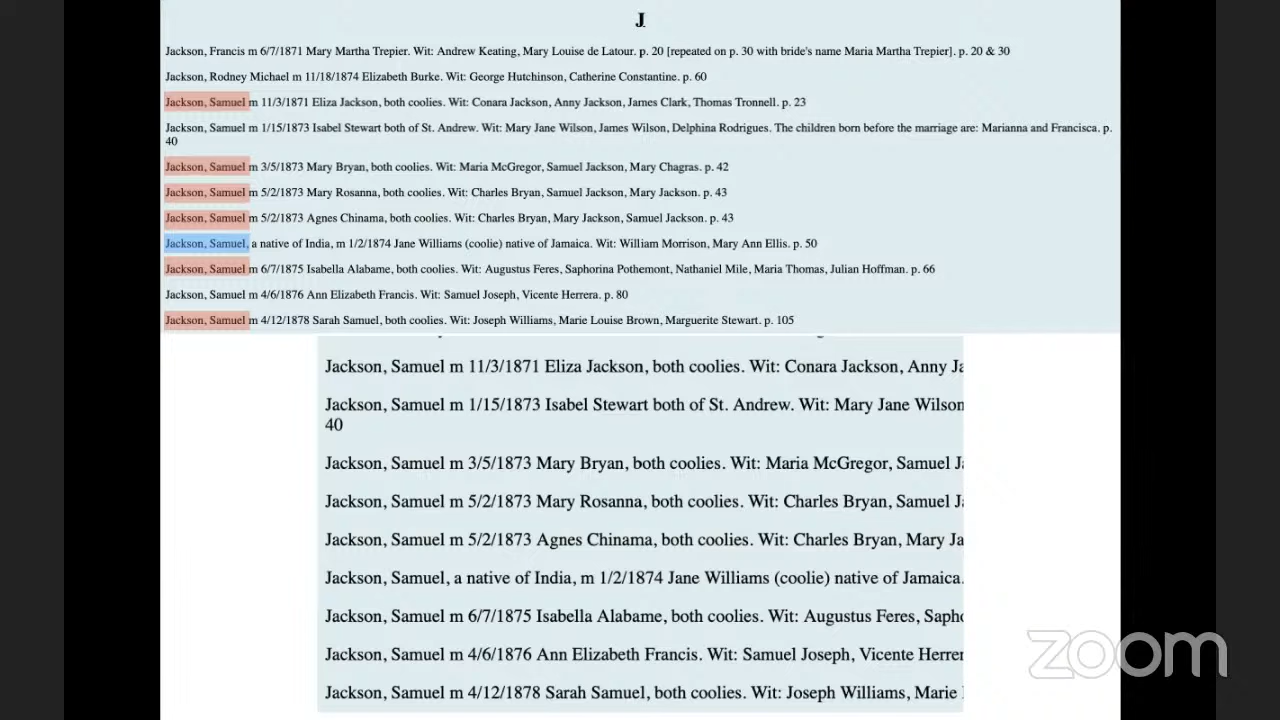 J
Jackson, Francis m 6/7/1871 Mary Martha Trepier. Wit: Andrew Keating, Mary Louise de Latour. p. 20 [repeated on p. 30 with bride's name Maria Martha Trepier]. p. 20 & 30
Jackson, Rodney Michael m 11/18/1874 Elizabeth Burke. Wit: George Hutchinson, Catherine Constantine. p. 60
Jackson, Samuel m 11/3/1871 Eliza Jackson, both coolies. Wit: Conara Jackson, Anny Jackson, James Clark, Thomas Tronnell. p. 23
Jackson, Samuel m 1/15/1873 Isabel Stewart both of St. Andrew. Wit: Mary Jane Wilson, James Wilson, Delphina Rodrigues. The children born before the marriage are: Marianna and Francisca. p.
40
Jackson, Samuel m 3/5/1873 Mary Bryan, both coolies. Wit: Maria McGregor, Samuel Jackson, Mary Chagras. p. 42
Jackson, Samuel m 5/2/1873 Mary Rosanna, both coolies. Wit: Charles Bryan, Samuel Jackson, Mary Jackson. p. 43
Jackson, Samuel m 5/2/1873 Agnes Chinama, both coolies. Wit: Charles Bryan, Mary Jackson, Samuel Jackson. p. 43
Jackson, Samuel, a native of India, m 1/2/1874 Jane Williams (coolie) native of Jamaica. Wit: William Morrison, Mary Ann Ellis. p. 50
Jackson, Samuel m 6/7/1875 Isabella Alabame, both coolies. Wit: Augustus Feres, Saphorina Pothemont, Nathaniel Mile, Maria Thomas, Julian Hoffman. p. 66
Jackson, Samuel m 4/6/1876 Ann Elizabeth Francis. Wit: Samuel Joseph, Vicente Herrera. p. 80
Jackson, Samuel m 4/12/1878 Sarah Samuel, both coolies. Wit: Joseph Williams, Marie Louise Brown, Marguerite Stewart. p. 105
Jackson, Samuel m 11/3/1871 Eliza Jackson, both coolies. Wit: Conara Jackson, Anny Ja
Jackson, Samuel m 1/15/1873 Isabel Stewart both of St. Andrew. Wit: Mary Jane Wilson
40
Jackson, Samuel m 3/5/1873 Mary Bryan, both coolies. Wit: Maria McGregor, Samuel Ja
Jackson, Samuel m 5/2/1873 Mary Rosanna, both coolies. Wit: Charles Bryan, Samuel Ja
Jackson, Samuel m 5/2/1873 Agnes Chinama, both coolies. Wit: Charles Bryan, Mary Ja
Jackson, Samuel, a native of India, m 1/2/1874 Jane Williams (coolie) native of Jamaica.
Jackson, Samuel m 6/7/1875 Isabella Alabame, both coolies. Wit: Augustus Feres, Sapho
Jackson, Samuel m 4/6/1876 Ann Elizabeth Francis. Wit: Samuel Joseph, Vicente Herrer
Jackson, Samuel m 4/12/1878 Sarah Samuel, both coolies. Wit: Joseph Williams, Marie
zoom